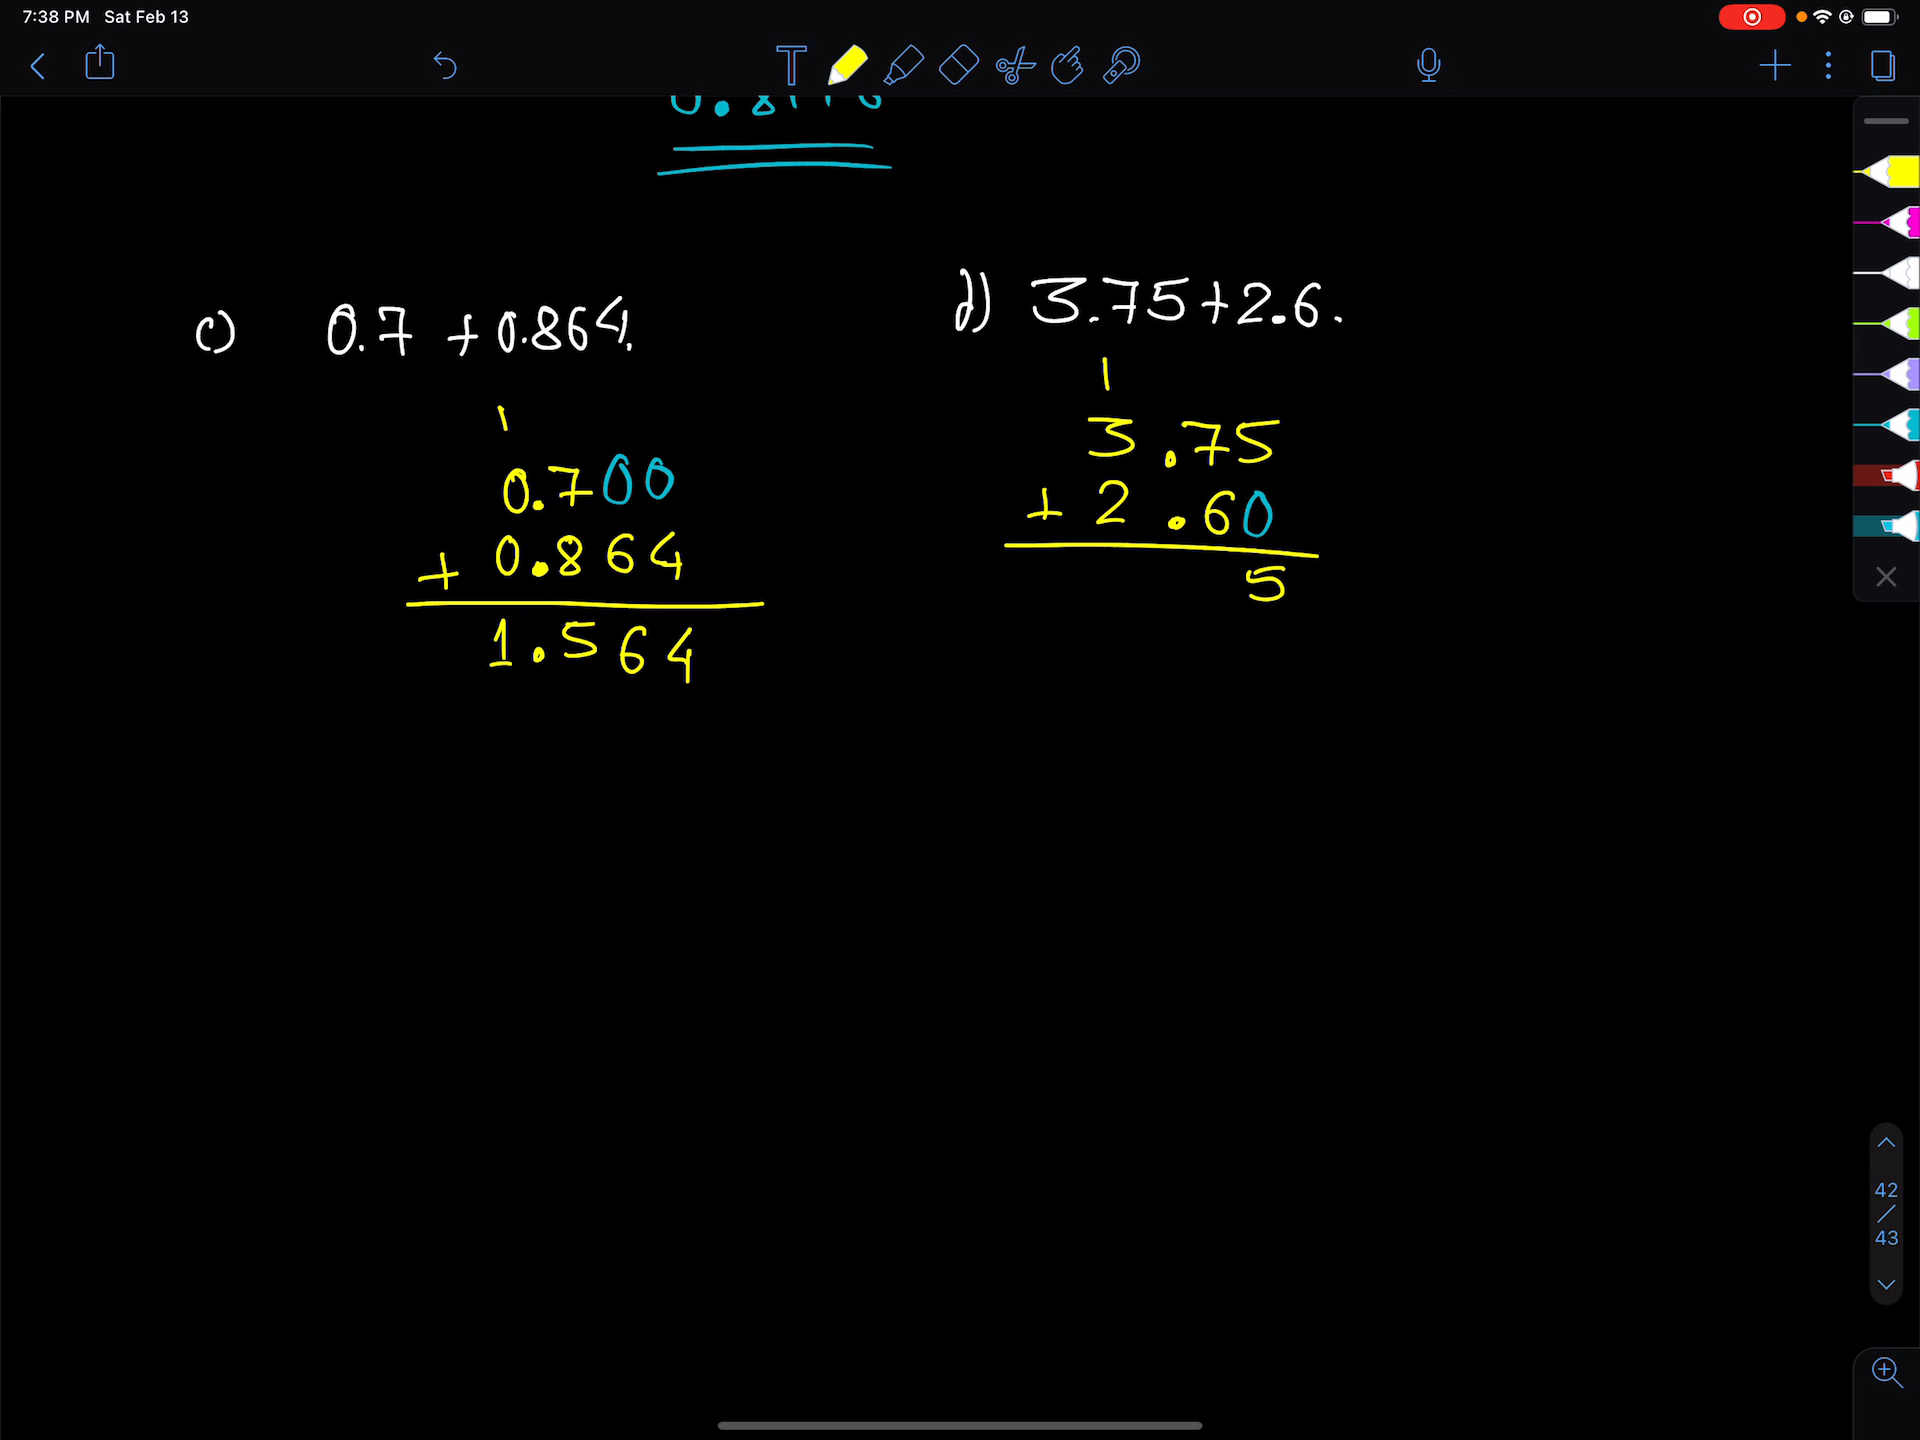 7:38 PM Sat Feb 13
T
c) 0.7 + 0.864.
1
0.700
+ 0.864
1.564
d) 3.75+2.6.
1
3.75
+ 2.60
5
42
/
43